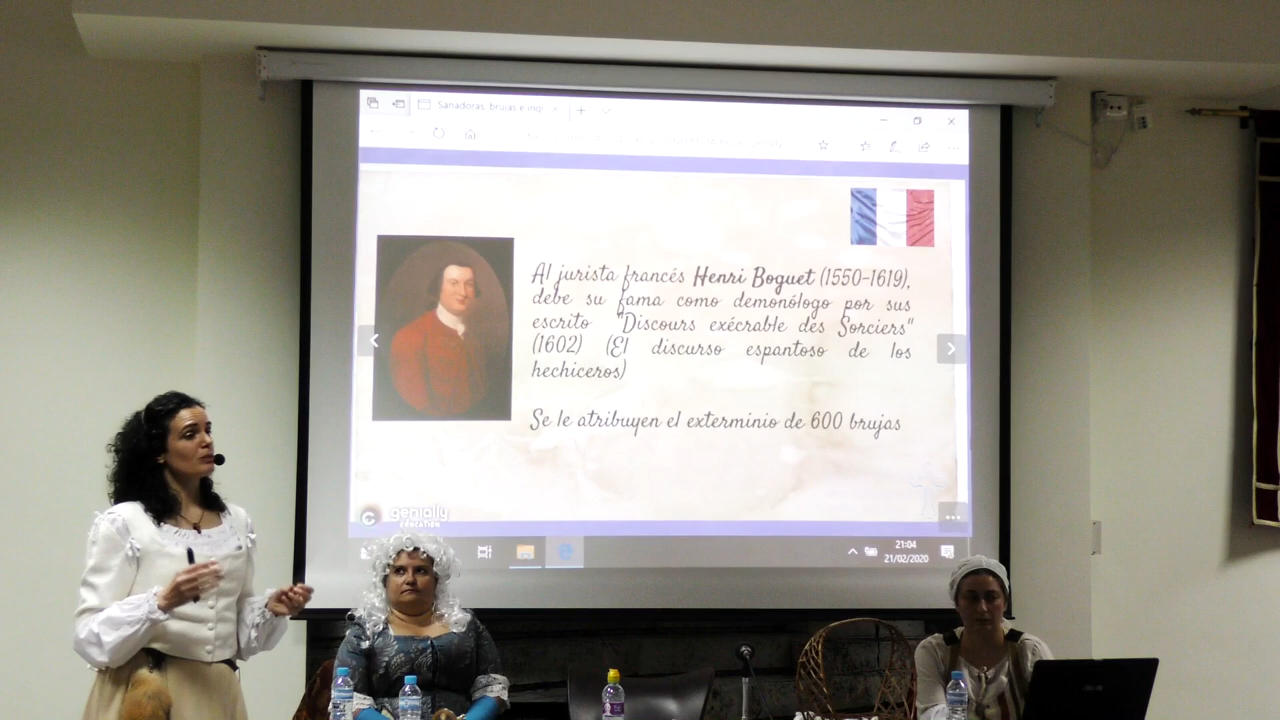 Sanadoras, brujas e inqi
Al jurista francés Henri Boguet (1550-1619),
debe su fama como demonólogo por sus
escrito "Discours exécrable des Sorciers"
(1602) (El discurso espantoso de los
hechiceros)
Se le atribuyen el exterminio de 600 brujas
genially
EDUCATION
21:04
21/02/2020